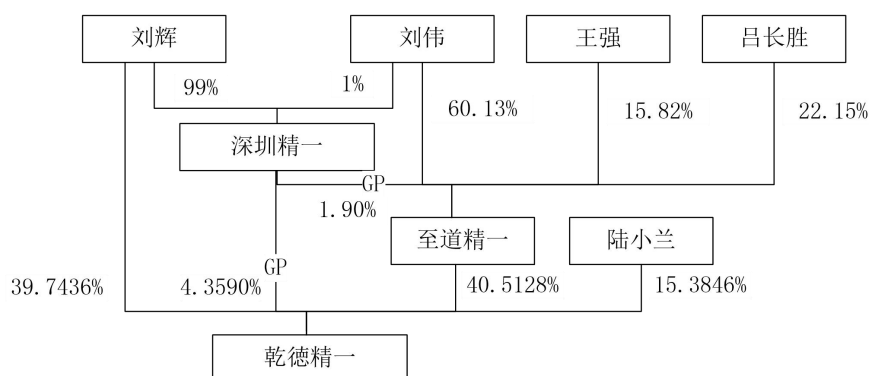 刘辉
刘伟
王强
吕长胜
99%
1%
60.13%
15.82%
22.15%
深圳精一
GP
1.90%
至道精一
陆小兰
GP
39.7436%
4.3590%
40.5128%
15.3846%
乾德精一